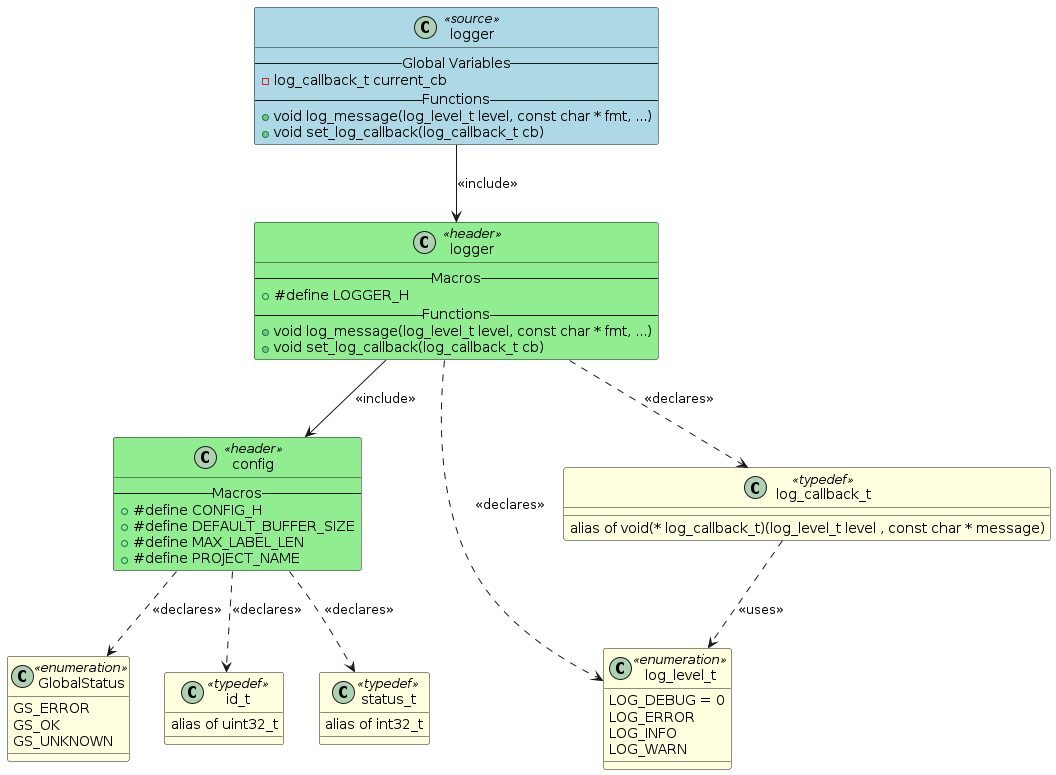 C
«source»
logger
Global Variables
log_callback_t current_cb
Functions
void log_message(log_level_t level, const char * fmt, ...)
void set_log_callback(log_callback_t cb)
«include»
C
«header»
logger
Macros
#define LOGGER_H
Functions
void log_message(log_level_t level, const char * fmt, ...)
void set_log_callback(log_callback_t cb)
«include»
«declares»
«declares»
C
«header»
config
Macros
#define CONFIG_H
#define DEFAULT_BUFFER_SIZE
#define MAX_LABEL_LEN
#define PROJECT_NAME
C
«typedef»
log_callback_t
alias of void(* log_callback_t)(log_level_t level , const char * message)
«declares»
«declares»
«declares»
«uses»
C
«enumeration»
GlobalStatus
GS_ERROR
GS_OK
GS_UNKNOWN
C
«typedef»
id_t
alias of uint32_t
C
«typedef»
status_t
alias of int32_t
C
«enumeration»
log_level_t
LOG_DEBUG = 0
LOG_ERROR
LOG_INFO
LOG_WARN